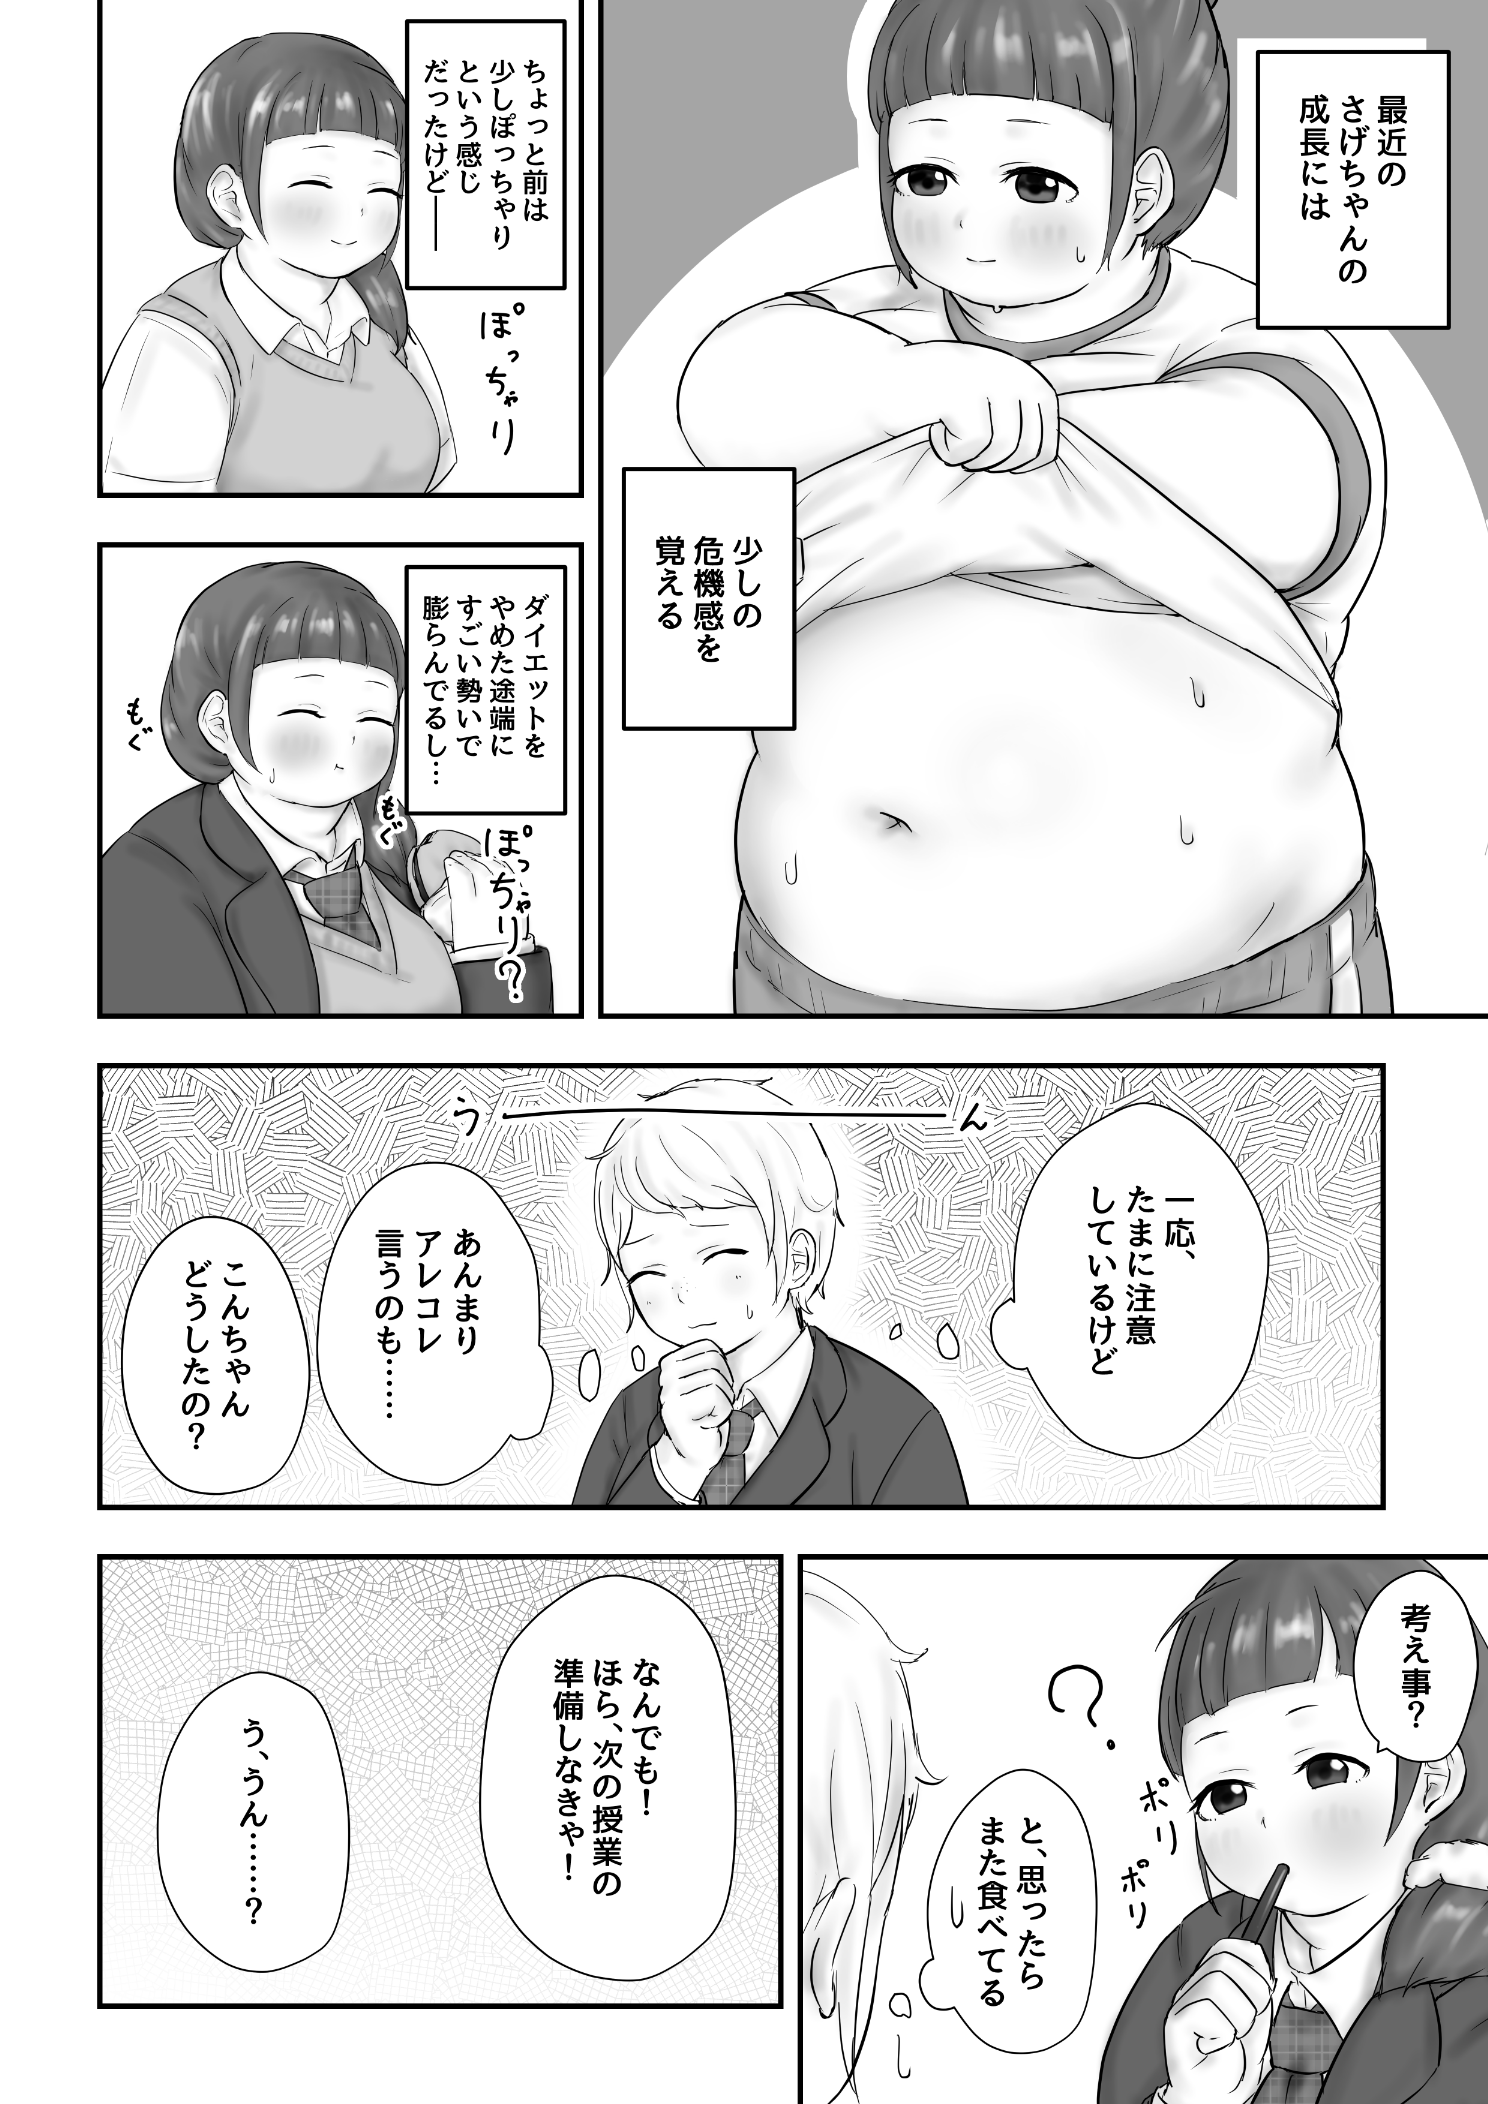 最近の
さげちゃんの
成長には
少しの
危機感を
覚える
ちょっと前は
少しぽっちゃり
という感じ
だったけど――
ぽっちゃり
ダイエットを
やめた途端に
すごい勢いで
膨らんでるし…
もぐ
もぐ
ぽっちゃり?
う――ん
一応、
たまに注意
しているけど
あんまり
アレコレ
言うのも……
こんちゃん
どうしたの?
考え事?
?
ポリ
ポリ
と、思ったら
また食べてる
なんでも!
ほら、次の授業の
準備しなきゃ!
う、うん……?